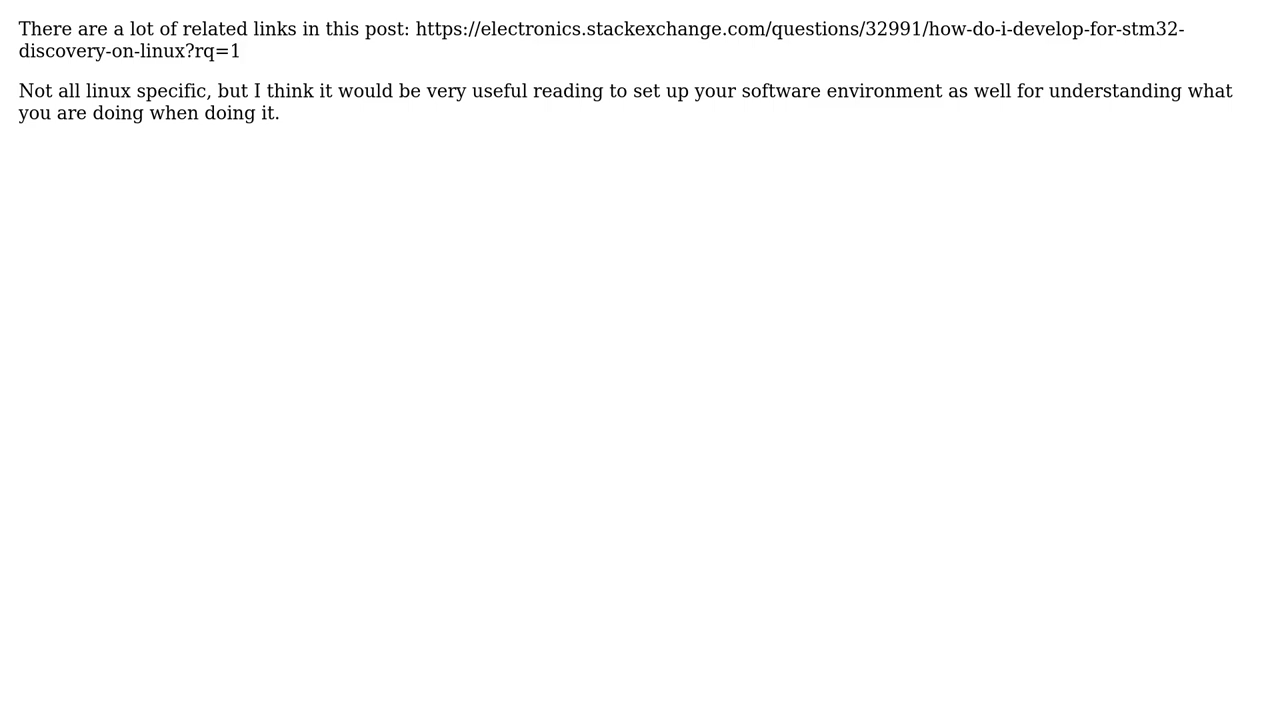 There are a lot of related links in this post: https://electronics.stackexchange.com/questions/32991/how-do-i-develop-for-stm32-
discovery-on-linux?rq=1
Not all linux specific, but I think it would be very useful reading to set up your software environment as well for understanding what
you are doing when doing it.